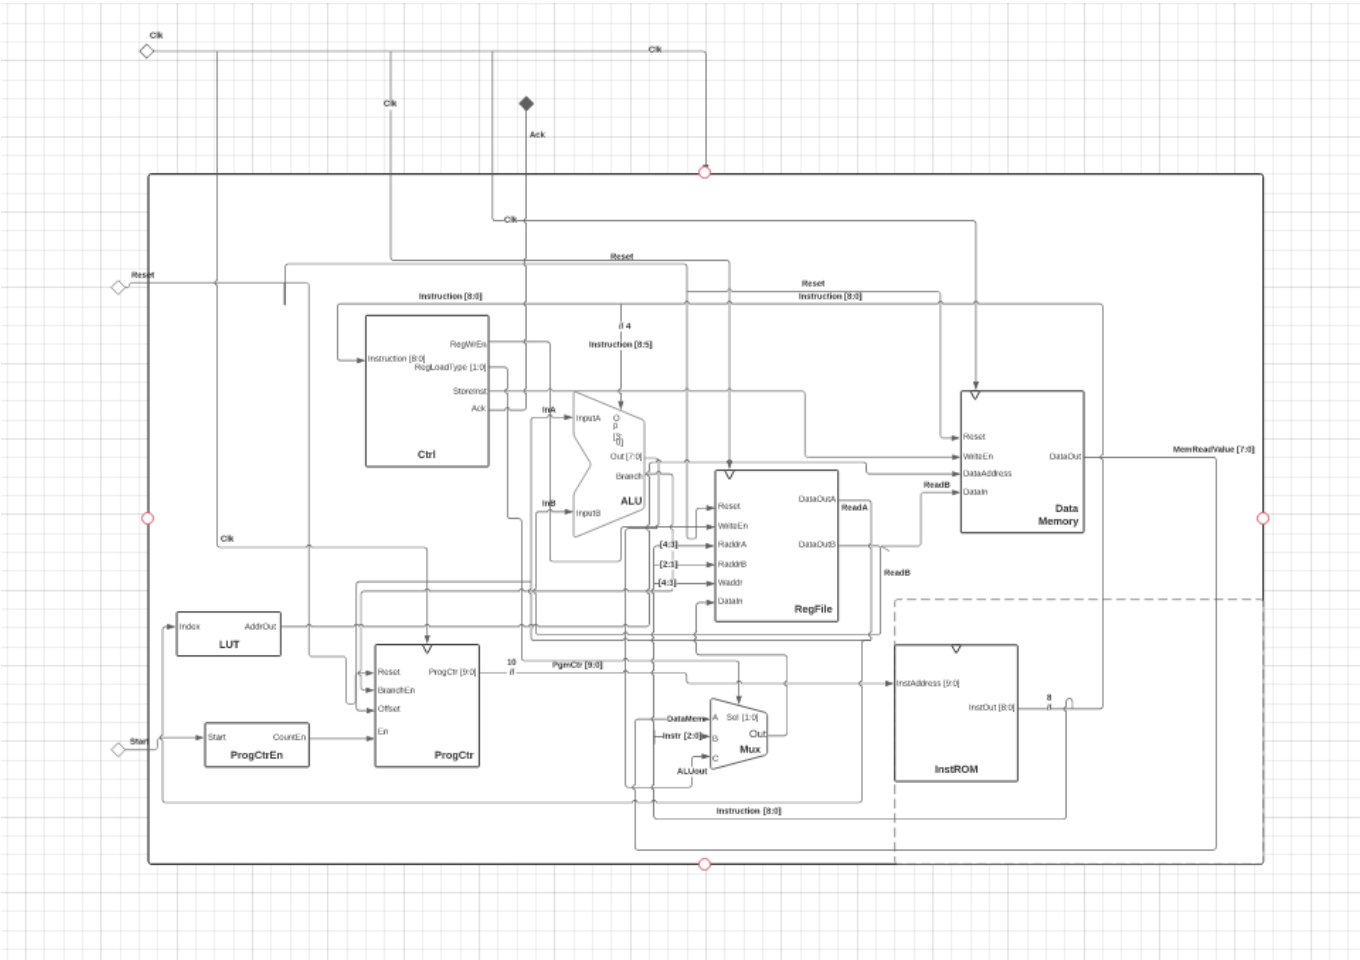 Clk
Clk
Clk
Ack
Clk
Reset
Reset
Reset
Instruction [8:0]
Instruction [8:0]
4
Instruction [8:5]
RegWrEn
Instruction [8:0]
RegLoadType [1:0]
StoreInst
Ack
Ctrl
InA
InputA
Out [7:0]
Branch
ALU
InB
InputB
Reset
WriteEn
DataAddress
DataIn
DataOut
Data
Memory
MemReadValue [7:0]
ReadB
DataOutA
ReadA
Reset
WriteEn
[4:3]
RaddrA
DataOutB
[2:1]
RaddrB
ReadB
[4:3]
Waddr
DataIn
RegFile
Clk
Index
AddrOut
LUT
Reset
ProgCtr [9:0]
BranchEn
Offset
En
ProgCtr
10
PgmCtr [9:0]
InstAddress [9:0]
InstOut [8:0]
8
InstROM
Start
Start
CountEn
ProgCtrEn
DataMem
A
Sel [1:0]
Instr [2:0]
B
Out
Mux
C
ALUout
Instruction [8:0]